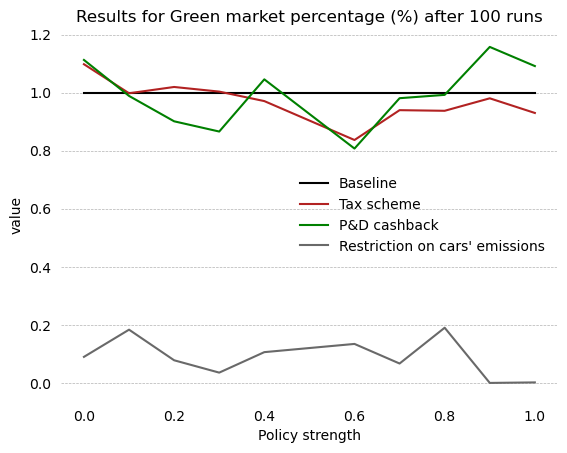 Results for Green market percentage (%) after 100 runs
1.2
1.0
0.8
0.6
0.4
0.2
0.0
value
Baseline
Tax scheme
P&D cashback
Restriction on cars' emissions
0.0 0.2 0.4 0.6 0.8 1.0
Policy strength